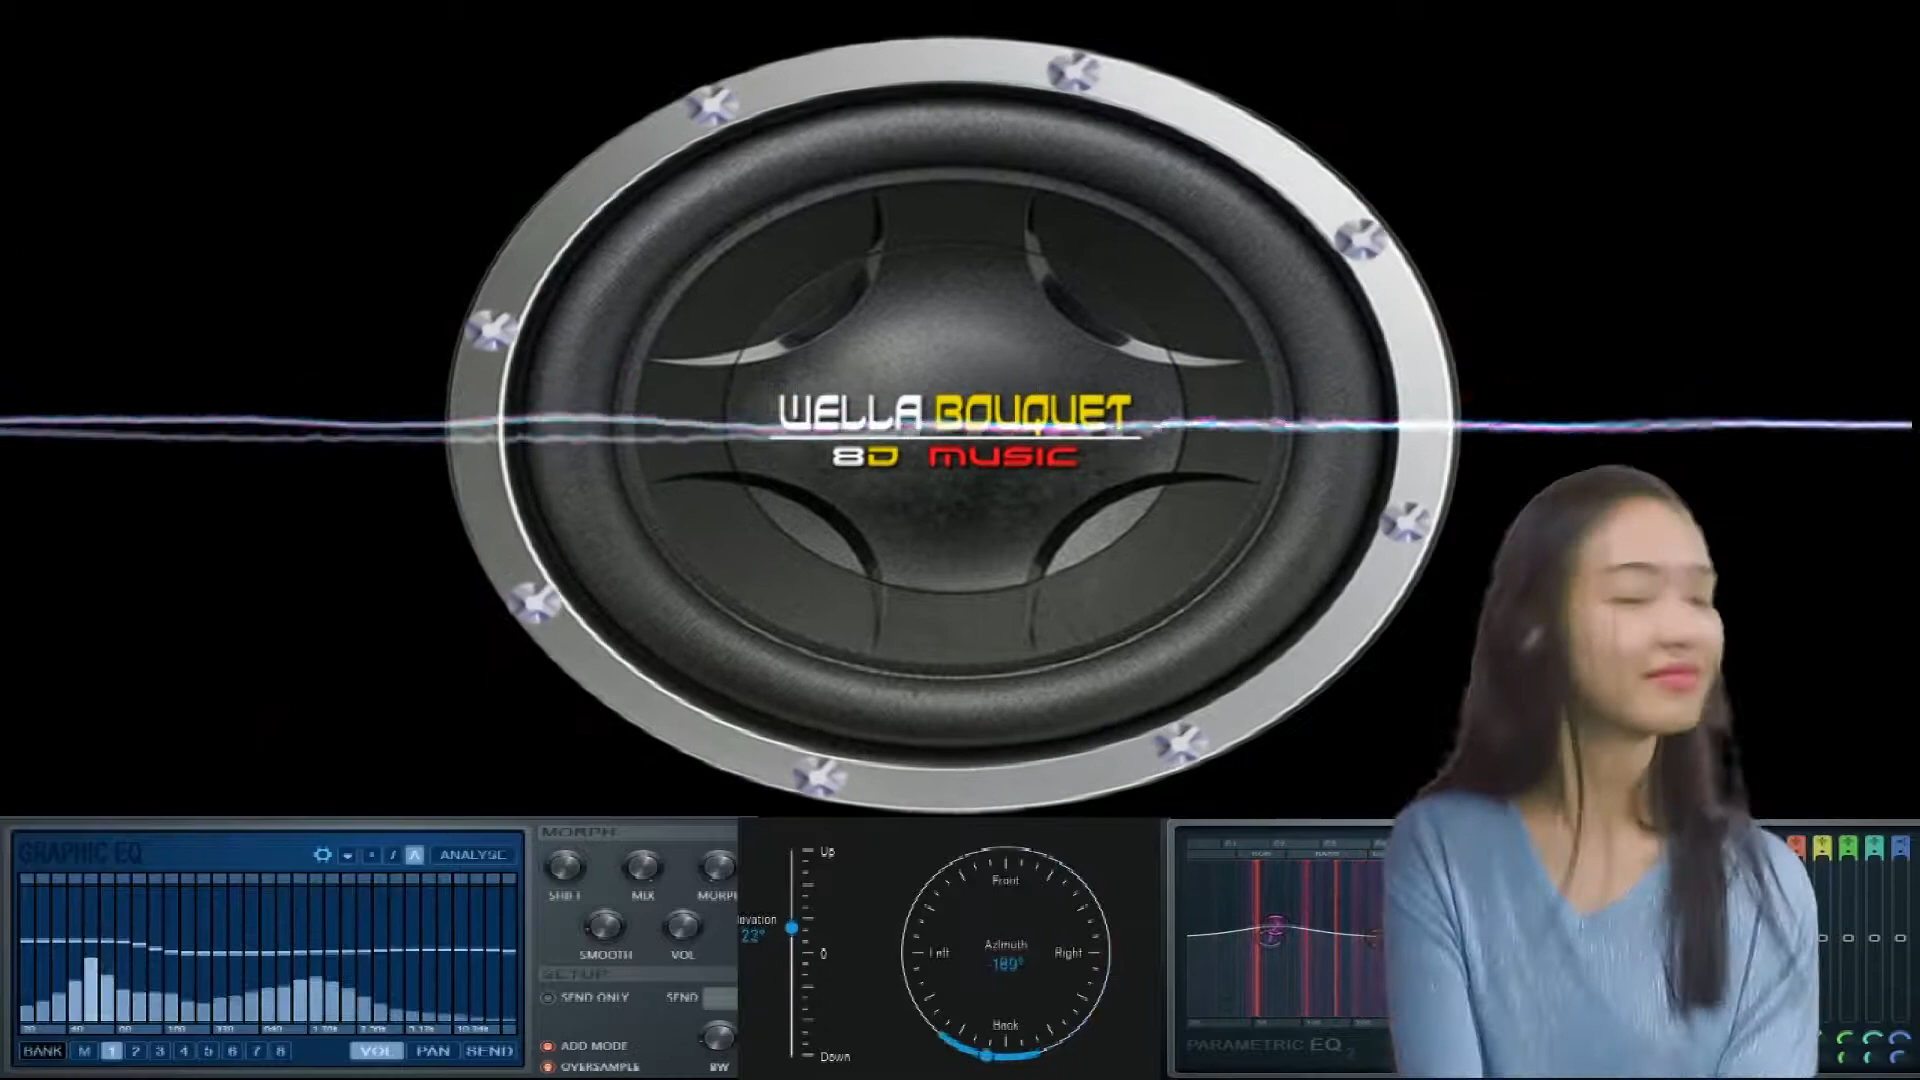 WELLA BOUQUET
8D MUSIC
GRAPHIC EQ
ANALYSE
BANK M 1 2 3 4 5 6 7 8
VOL PAN SEND
MORPH
SHIFT MIX MORPH
SMOOTH VOL
SETUP
SEND ONLY SEND
ADD MODE
OVERSAMPLE BW
Up
levation
22°
0
Down
Front
Left
Azimuth
Right
Back
PARAMETRIC EQ 2